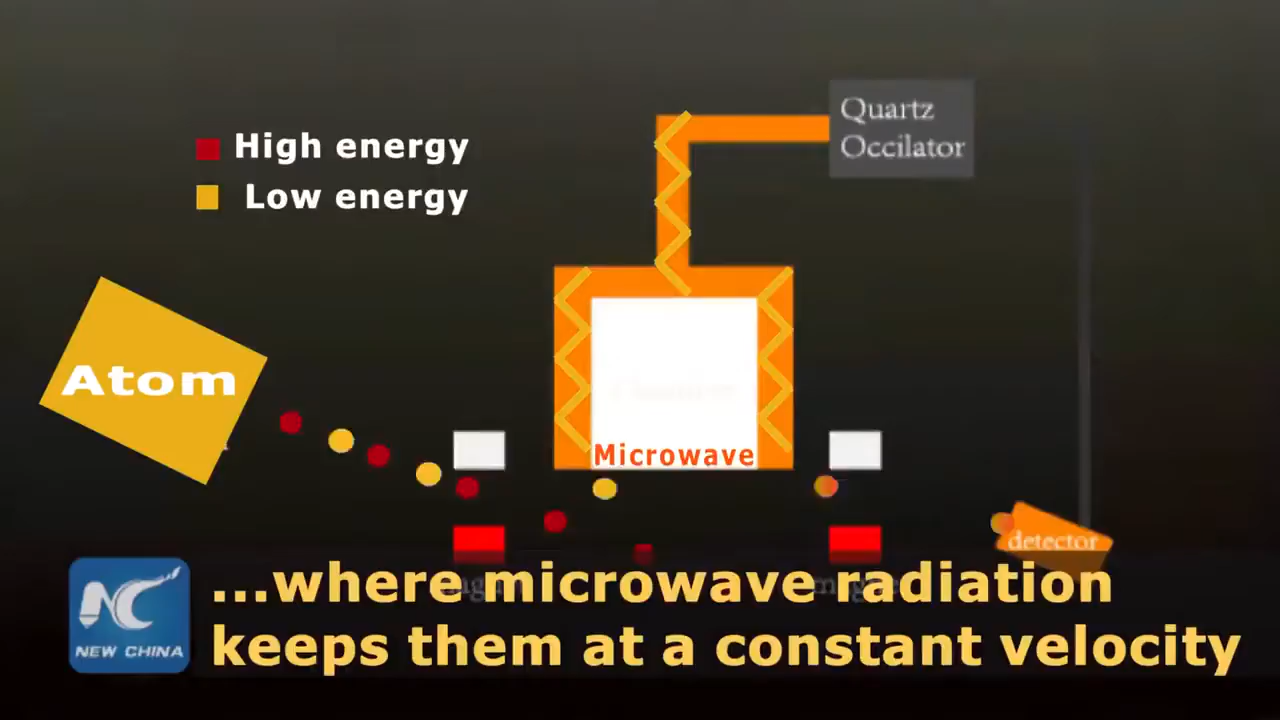 Quartz
Occilator
High energy
Low energy
Atom
Microwave
detector
...where microwave radiation
keeps them at a constant velocity
NEW CHINA